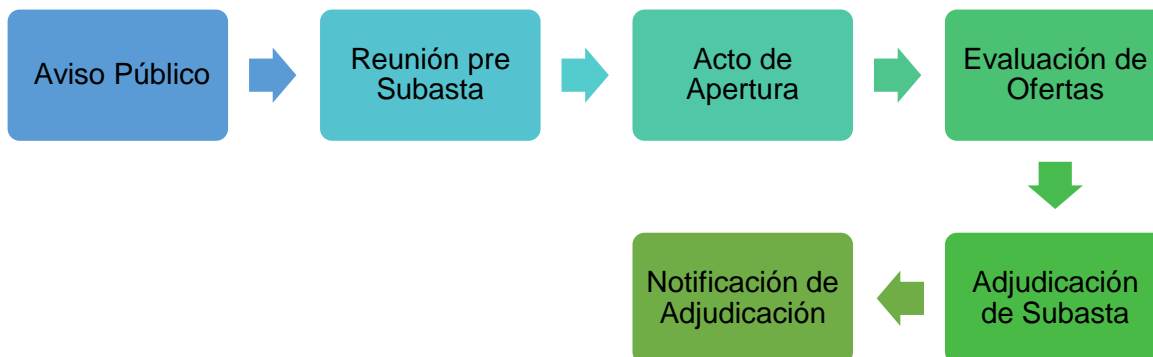 Aviso Público
Reunión pre
Subasta
Acto de
Apertura
Evaluación de
Ofertas
Adjudicación
de Subasta
Notificación de
Adjudicación